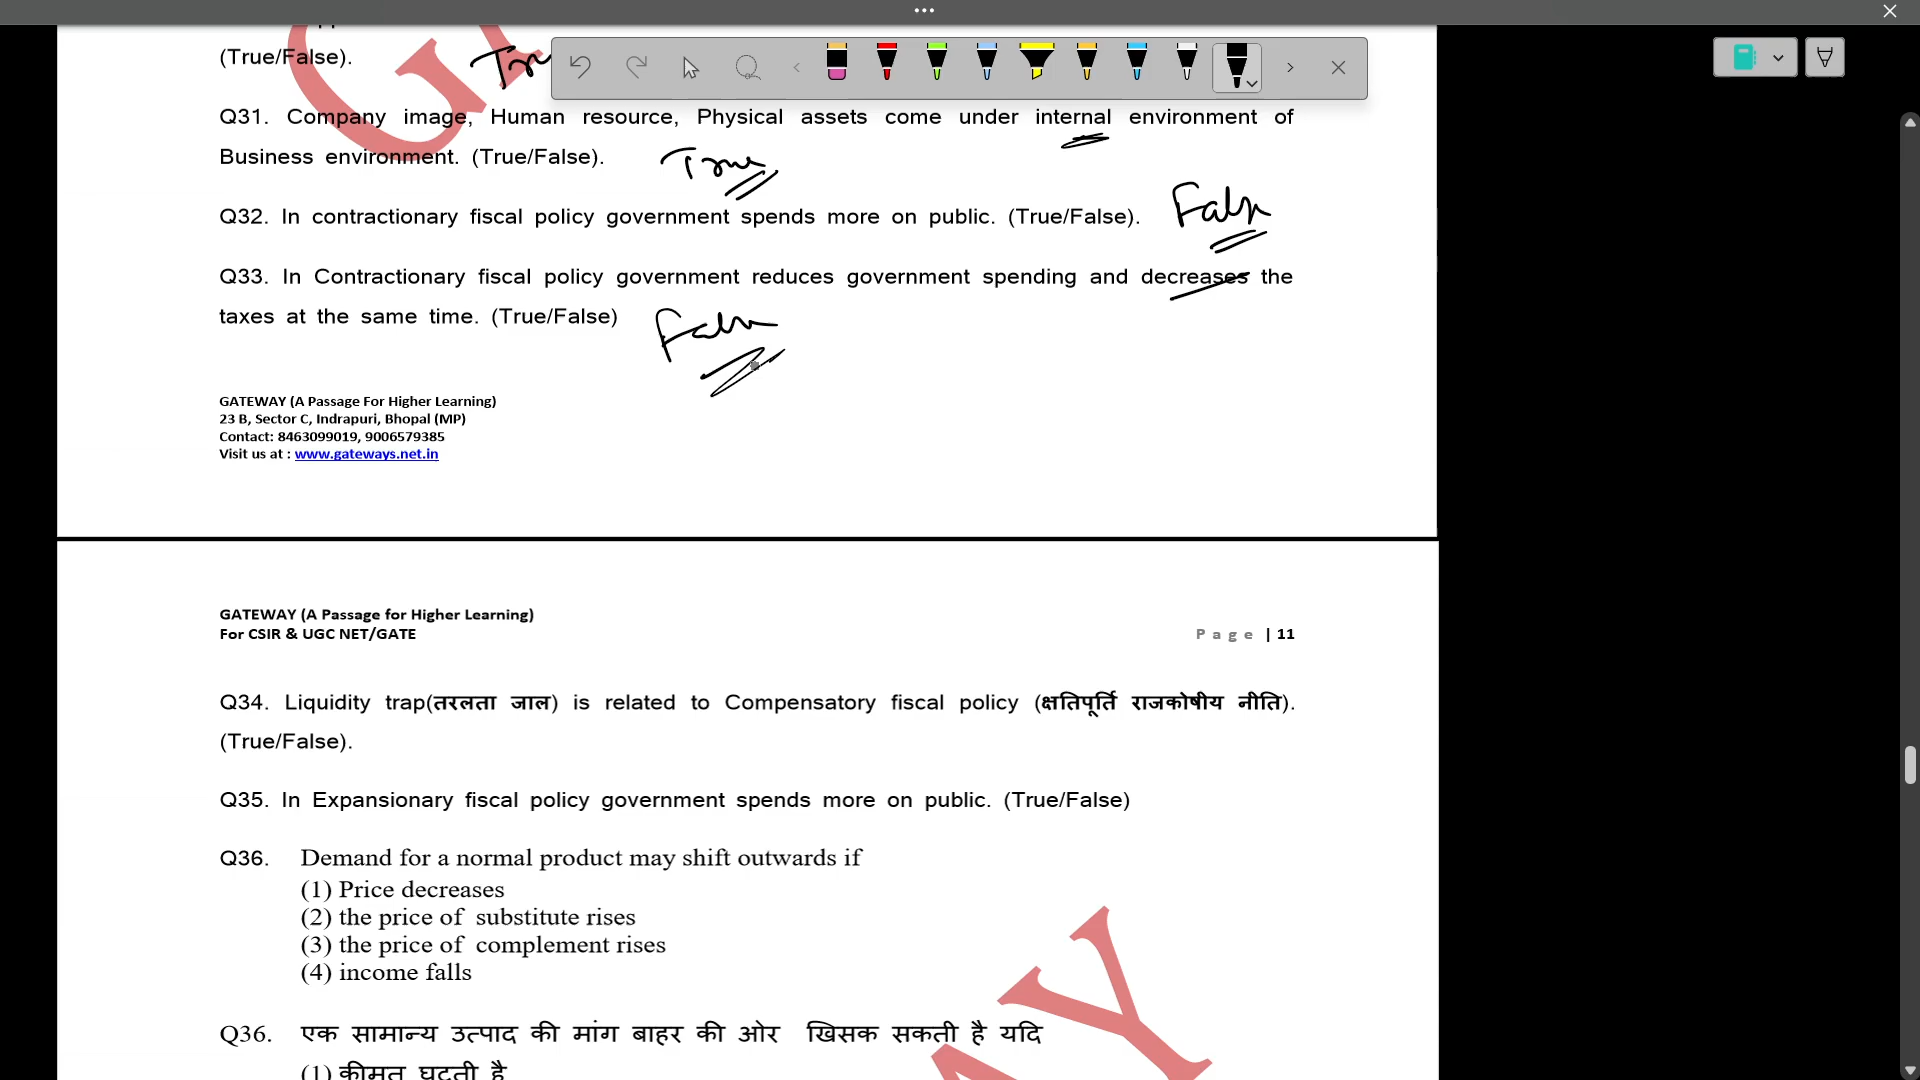 (True/False). Tru
Q31. Company image, Human resource, Physical assets come under internal environment of
Business environment. (True/False). True
Q32. In contractionary fiscal policy government spends more on public. (True/False). False
Q33. In Contractionary fiscal policy government reduces government spending and decreases the
taxes at the same time. (True/False) False
GATEWAY (A Passage For Higher Learning)
23 B, Sector C, Indrapuri, Bhopal (MP)
Contact: 8463099019, 9006579385
Visit us at : www.gateways.net.in
GATEWAY (A Passage for Higher Learning)
For CSIR & UGC NET/GATE
Page | 11
Q34. Liquidity trap(तरलता जाल) is related to Compensatory fiscal policy (क्षतिपूर्ति राजकोषीय नीति).
(True/False).
Q35. In Expansionary fiscal policy government spends more on public. (True/False)
Q36. Demand for a normal product may shift outwards if
(1) Price decreases
(2) the price of substitute rises
(3) the price of complement rises
(4) income falls
Q36. एक सामान्य उत्पाद की मांग बाहर की ओर खिसक सकती है यदि
(1) कीमत घटती है